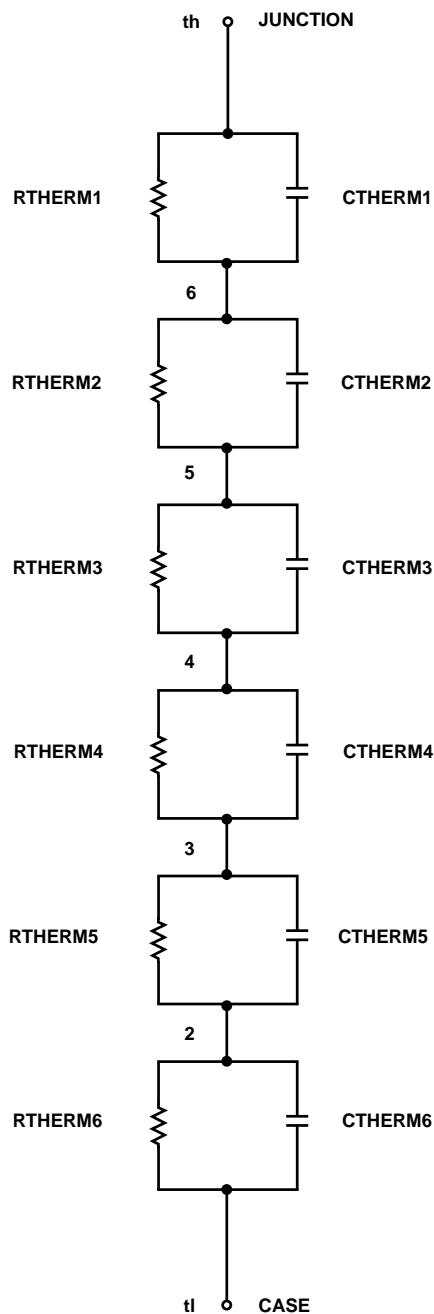 th JUNCTION
RTHERM1 CTHERM1
6
RTHERM2 CTHERM2
5
RTHERM3 CTHERM3
4
RTHERM4 CTHERM4
3
RTHERM5 CTHERM5
2
RTHERM6 CTHERM6
tl CASE